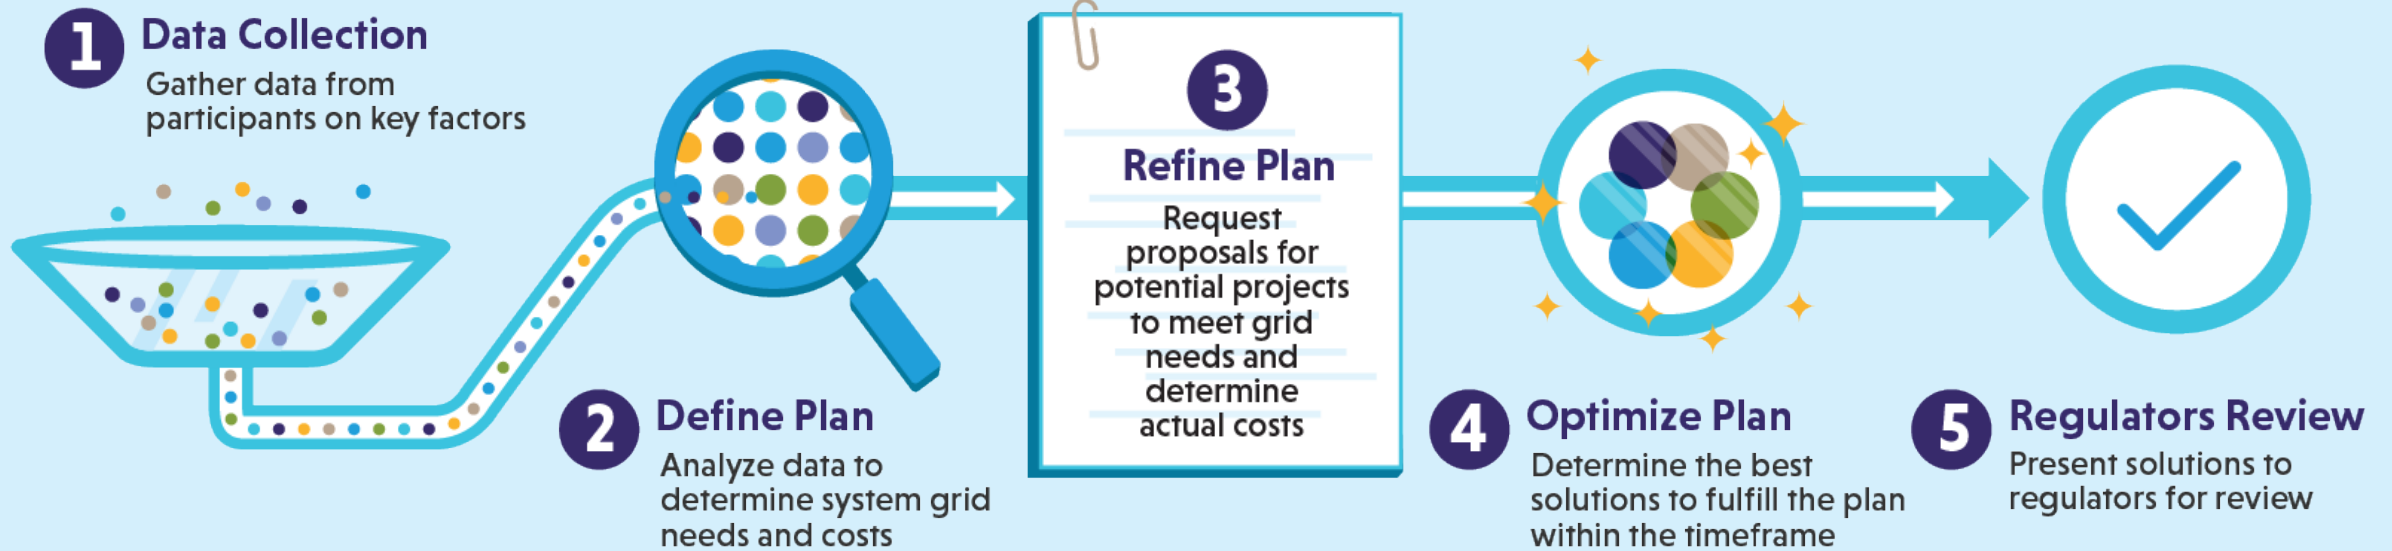 1
Data Collection
Gather data from
participants on key factors
2
Define Plan
Analyze data to
determine system grid
needs and costs
3
Refine Plan
Request
proposals for
potential projects
to meet grid
needs and
determine
actual costs
4
Optimize Plan
Determine the best
solutions to fulfill the plan
within the timeframe
5
Regulators Review
Present solutions to
regulators for review